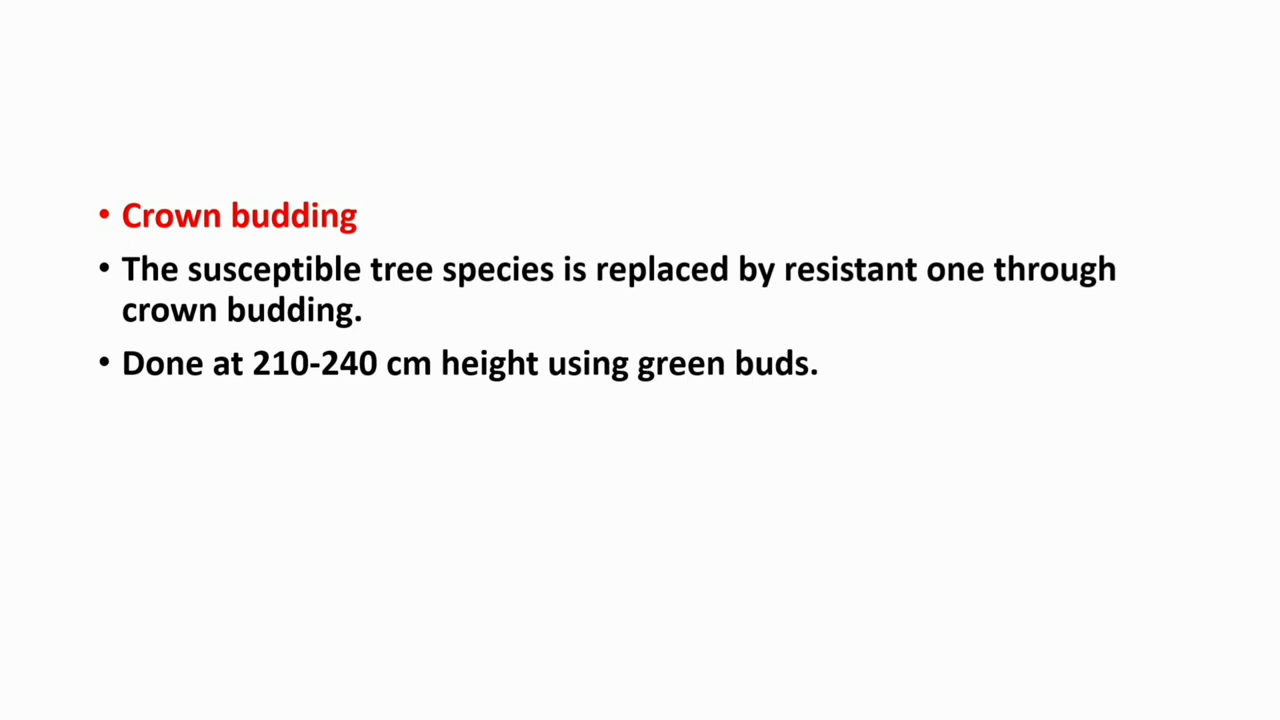 • Crown budding
• The susceptible tree species is replaced by resistant one through
crown budding.
• Done at 210-240 cm height using green buds.